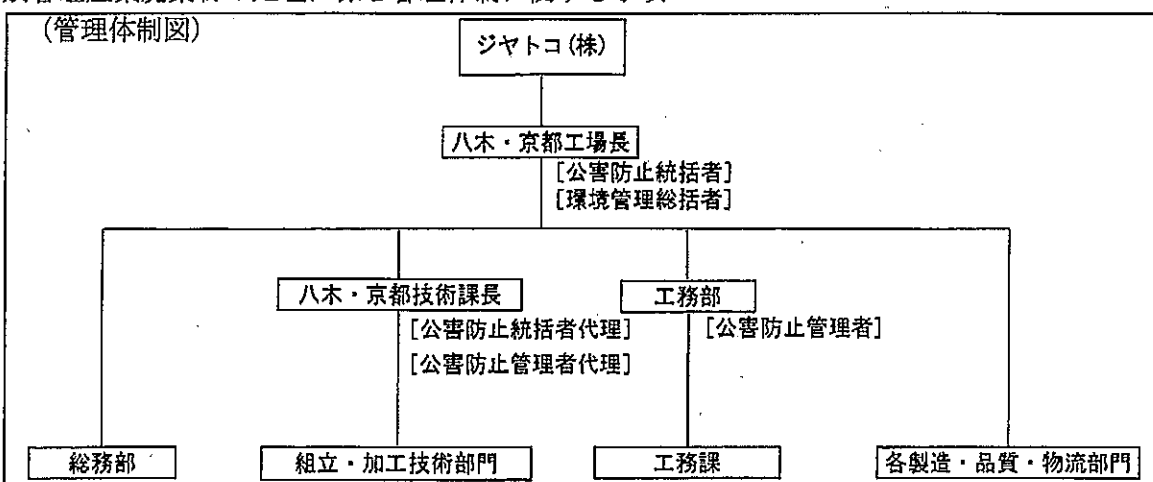 (管理体制図)
ジヤトコ(株)
八木・京都工場長
[公害防止統括者]
[環境管理総括者]
八木・京都技術課長
工務部
[公害防止統括者代理]
[公害防止管理者]
[公害防止管理者代理]
総務部
組立・加工技術部門
工務課
各製造・品質・物流部門